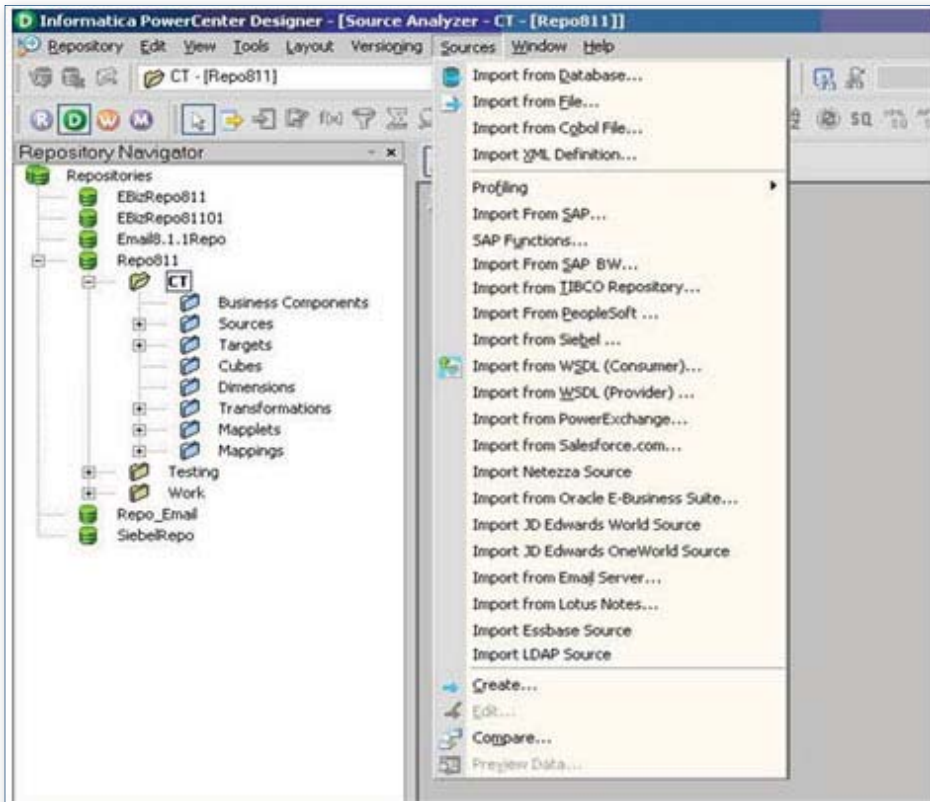 Informatica PowerCenter Designer - [Source Analyzer - CT - [Repo811]]
Repository Edit View Tools Layout Versioning Sources Window Help
CT - [Repo811]
Repository Navigator
Repositories
EBizRepo811
EBizRepo81101
Email8.1.1Repo
Repo811
CT
Business Components
Sources
Targets
Cubes
Dimensions
Transformations
Mapplets
Mappings
Testing
Work
Repo_Email
SiebelRepo
Import from Database...
Import from File...
Import from Cobol File...
Import XML Definition...
Profiling
Import From SAP...
SAP Functions...
Import From SAP BW...
Import from TIBCO Repository...
Import From PeopleSoft ...
Import from Siebel ...
Import from WSDL (Consumer)...
Import from WSDL (Provider) ...
Import from PowerExchange...
Import from Salesforce.com...
Import Netezza Source
Import from Oracle E-Business Suite...
Import JD Edwards World Source
Import JD Edwards OneWorld Source
Import from Email Server...
Import from Lotus Notes...
Import Essbase Source
Import LDAP Source
Create...
Edit...
Compare...
Preview Data...
R D W M
f(x)
SQ